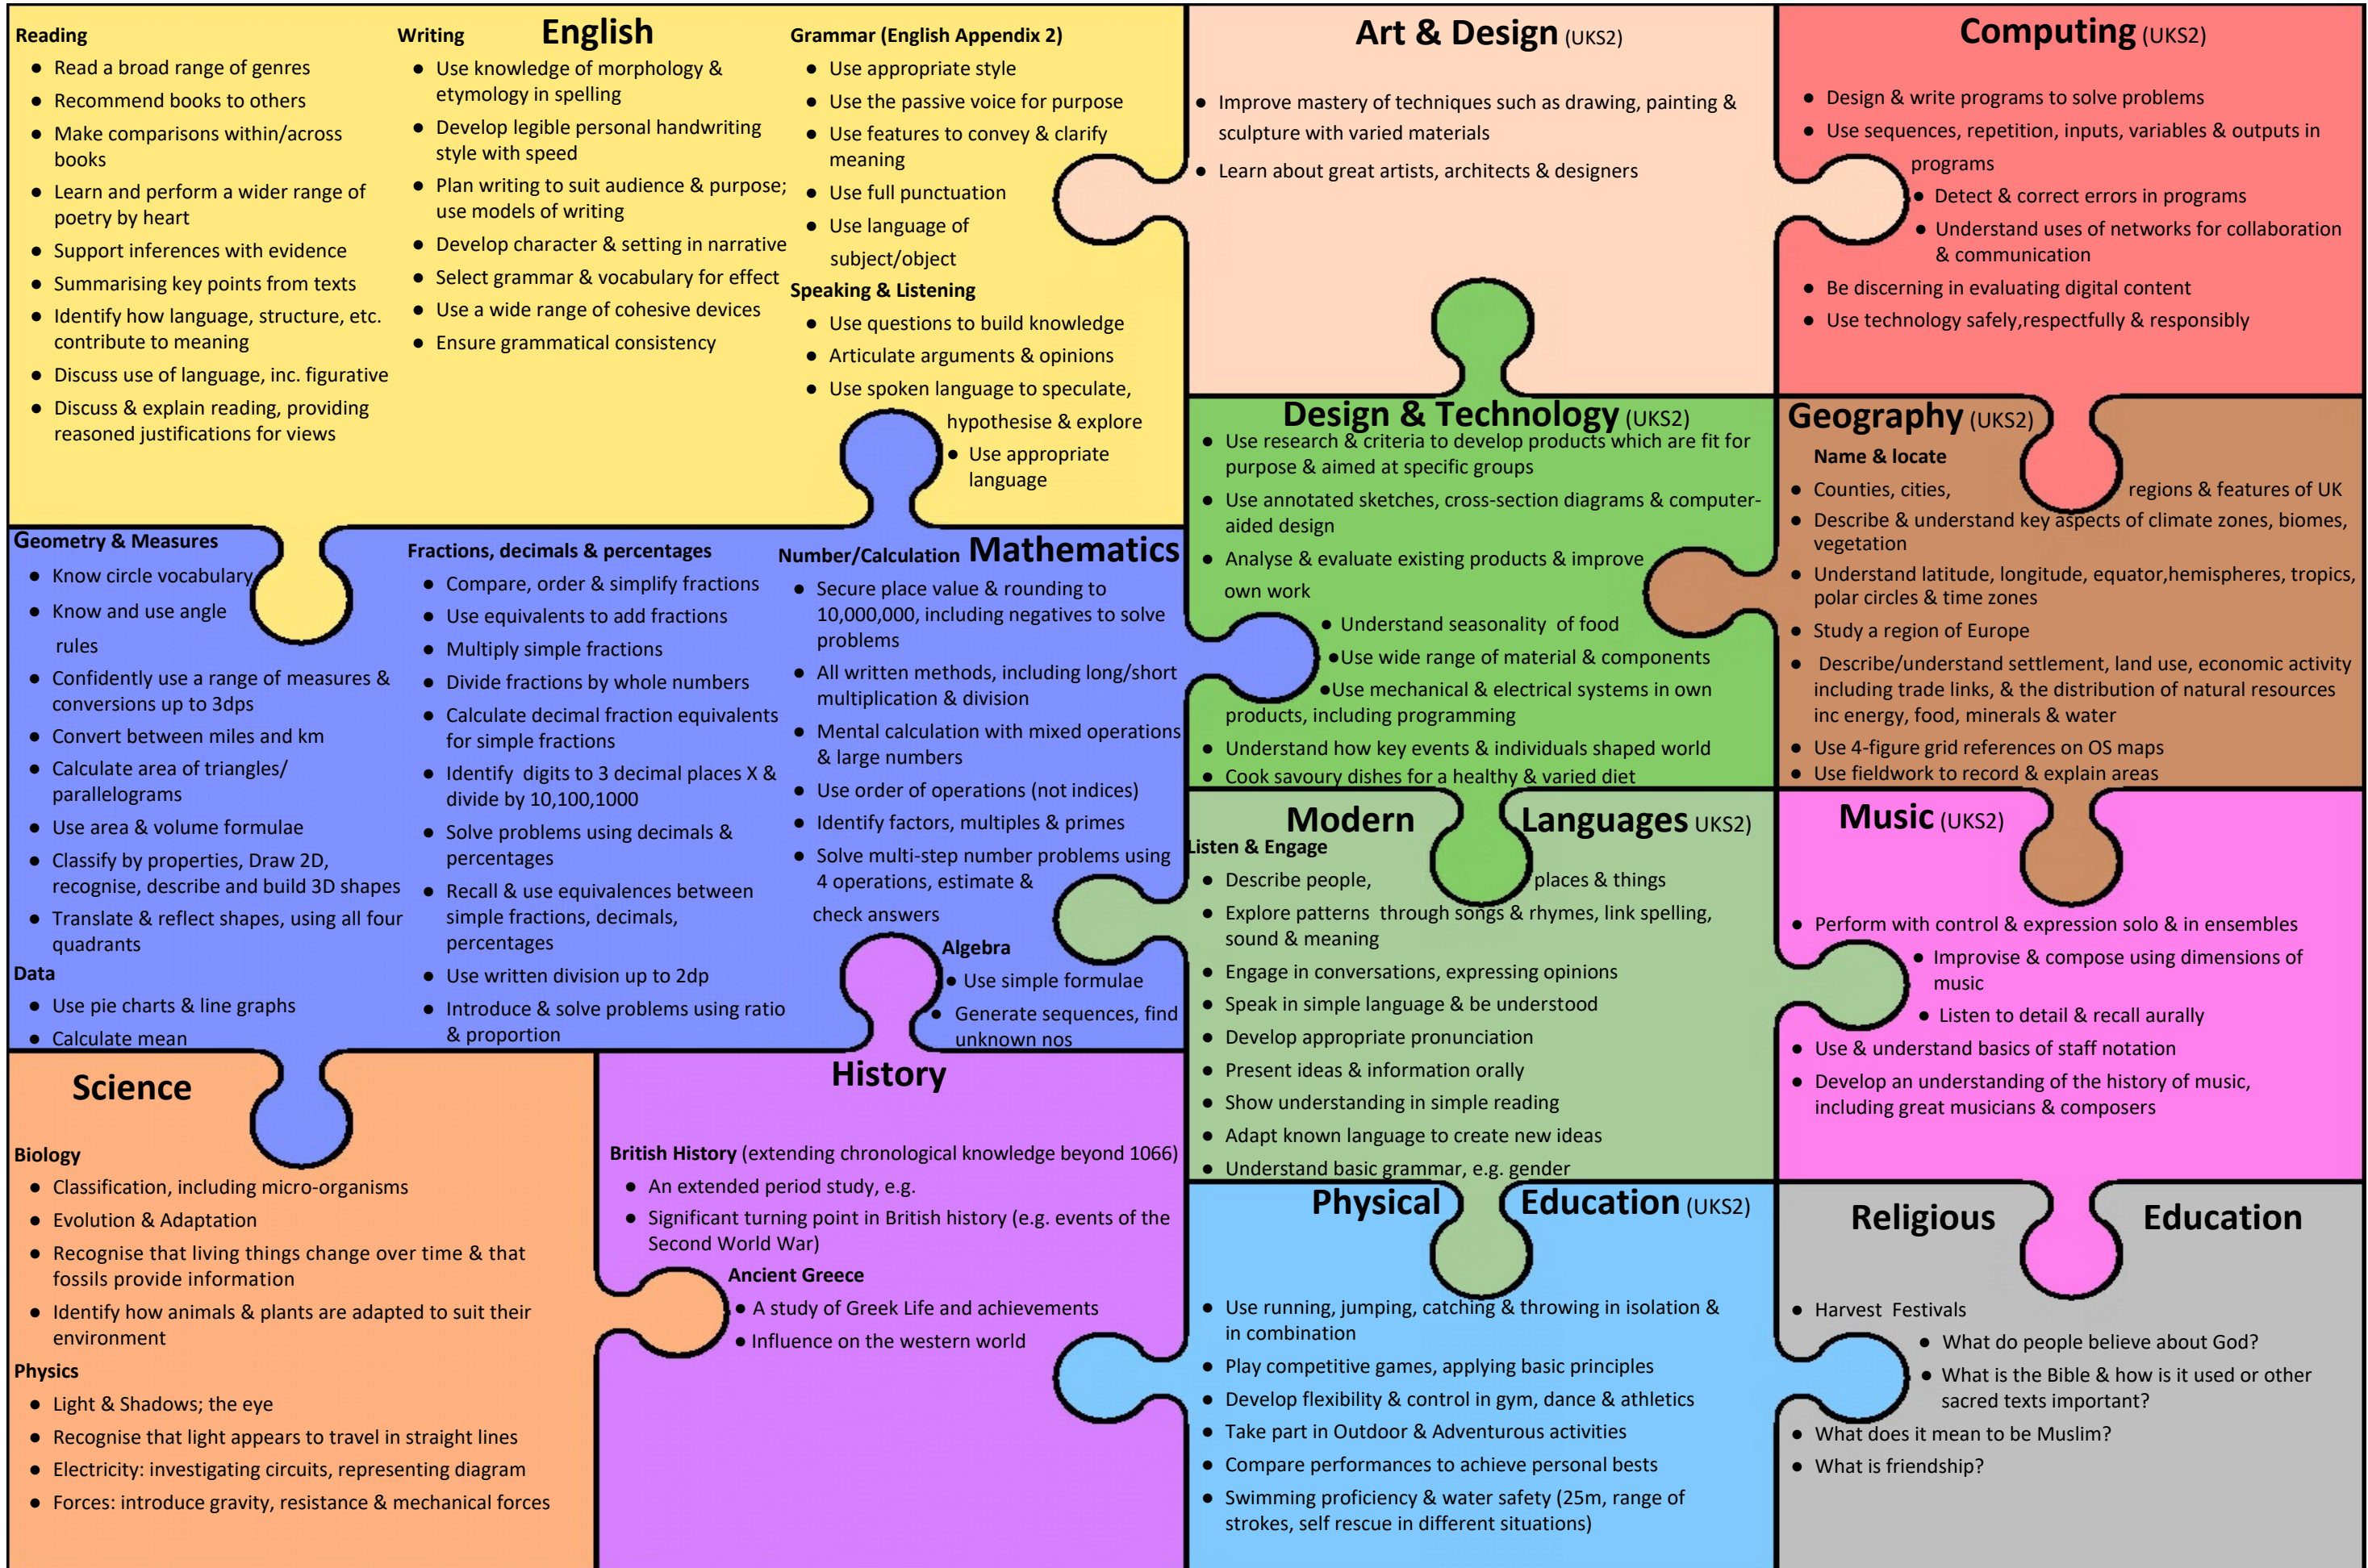 English
Reading
● Read a broad range of genres
● Recommend books to others
● Make comparisons within/across
books
● Learn and perform a wider range of
poetry by heart
● Support inferences with evidence
● Summarising key points from texts
● Identify how language, structure, etc.
contribute to meaning
● Discuss use of language, inc. figurative
● Discuss & explain reading, providing
reasoned justifications for views
Writing
● Use knowledge of morphology &
etymology in spelling
● Develop legible personal handwriting
style with speed
● Plan writing to suit audience & purpose;
use models of writing
● Develop character & setting in narrative
● Select grammar & vocabulary for effect
● Use a wide range of cohesive devices
● Ensure grammatical consistency
Grammar (English Appendix 2)
● Use appropriate style
● Use the passive voice for purpose
● Use features to convey & clarify
meaning
● Use full punctuation
● Use language of
subject/object
Speaking & Listening
● Use questions to build knowledge
● Articulate arguments & opinions
● Use spoken language to speculate,
hypothesise & explore
● Use appropriate
language
Art & Design (UKS2)
● Improve mastery of techniques such as drawing, painting &
sculpture with varied materials
● Learn about great artists, architects & designers
Computing (UKS2)
● Design & write programs to solve problems
● Use sequences, repetition, inputs, variables & outputs in
programs
● Detect & correct errors in programs
● Understand uses of networks for collaboration
& communication
● Be discerning in evaluating digital content
● Use technology safely,respectfully & responsibly
Design & Technology (UKS2)
● Use research & criteria to develop products which are fit for
purpose & aimed at specific groups
● Use annotated sketches, cross-section diagrams & computer-
aided design
● Analyse & evaluate existing products & improve
own work
● Understand seasonality of food
●Use wide range of material & components
●Use mechanical & electrical systems in own
products, including programming
● Understand how key events & individuals shaped world
● Cook savoury dishes for a healthy & varied diet
Geography (UKS2)
Name & locate
● Counties, cities, regions & features of UK
● Describe & understand key aspects of climate zones, biomes,
vegetation
● Understand latitude, longitude, equator,hemispheres, tropics,
polar circles & time zones
● Study a region of Europe
● Describe/understand settlement, land use, economic activity
including trade links, & the distribution of natural resources
inc energy, food, minerals & water
● Use 4-figure grid references on OS maps
● Use fieldwork to record & explain areas
Mathematics
Geometry & Measures
● Know circle vocabulary
● Know and use angle
rules
● Confidently use a range of measures &
conversions up to 3dps
● Convert between miles and km
● Calculate area of triangles/
parallelograms
● Use area & volume formulae
● Classify by properties, Draw 2D,
recognise, describe and build 3D shapes
● Translate & reflect shapes, using all four
quadrants
Data
● Use pie charts & line graphs
● Calculate mean
Fractions, decimals & percentages
● Compare, order & simplify fractions
● Use equivalents to add fractions
● Multiply simple fractions
● Divide fractions by whole numbers
● Calculate decimal fraction equivalents
for simple fractions
● Identify digits to 3 decimal places X &
divide by 10,100,1000
● Solve problems using decimals &
percentages
● Recall & use equivalences between
simple fractions, decimals,
percentages
● Use written division up to 2dp
● Introduce & solve problems using ratio
& proportion
Number/Calculation
● Secure place value & rounding to
10,000,000, including negatives to solve
problems
● All written methods, including long/short
multiplication & division
● Mental calculation with mixed operations
& large numbers
● Use order of operations (not indices)
● Identify factors, multiples & primes
● Solve multi-step number problems using
4 operations, estimate &
check answers
Algebra
● Use simple formulae
● Generate sequences, find
unknown nos
Modern Languages UKS2)
Listen & Engage
● Describe people, places & things
● Explore patterns through songs & rhymes, link spelling,
sound & meaning
● Engage in conversations, expressing opinions
● Speak in simple language & be understood
● Develop appropriate pronunciation
● Present ideas & information orally
● Show understanding in simple reading
● Adapt known language to create new ideas
● Understand basic grammar, e.g. gender
Music (UKS2)
● Perform with control & expression solo & in ensembles
● Improvise & compose using dimensions of
music
● Listen to detail & recall aurally
● Use & understand basics of staff notation
● Develop an understanding of the history of music,
including great musicians & composers
Science
Biology
● Classification, including micro-organisms
● Evolution & Adaptation
● Recognise that living things change over time & that
fossils provide information
● Identify how animals & plants are adapted to suit their
environment
Physics
● Light & Shadows; the eye
● Recognise that light appears to travel in straight lines
● Electricity: investigating circuits, representing diagram
● Forces: introduce gravity, resistance & mechanical forces
History
British History (extending chronological knowledge beyond 1066)
● An extended period study, e.g.
● Significant turning point in British history (e.g. events of the
Second World War)
Ancient Greece
● A study of Greek Life and achievements
● Influence on the western world
Physical Education (UKS2)
● Use running, jumping, catching & throwing in isolation &
in combination
● Play competitive games, applying basic principles
● Develop flexibility & control in gym, dance & athletics
● Take part in Outdoor & Adventurous activities
● Compare performances to achieve personal bests
● Swimming proficiency & water safety (25m, range of
strokes, self rescue in different situations)
Religious Education
● Harvest Festivals
● What do people believe about God?
● What is the Bible & how is it used or other
sacred texts important?
● What does it mean to be Muslim?
● What is friendship?